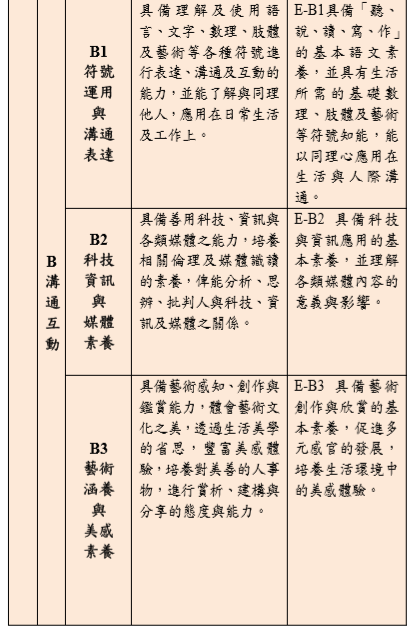 B
溝
通
互
動
B1
符號
運用
與
溝通
表達
具備理解及使用語
言、文字、數理、肢體
及藝術等各種符號進
行表達、溝通及互動的
能力，並能了解與同理
他人，應用在日常生活
及工作上。
E-B1具備「聽、
說、讀、寫、作」
的基本語文素
養，並具有生活
所需的基礎數
理、肢體及藝術
等符號知能，能
以同理心應用在
生活與人際溝
通。
B2
科技
資訊
與
媒體
素養
具備善用科技、資訊與
各類媒體之能力，培養
相關倫理及媒體識讀
的素養，俾能分析、思
辨、批判人與科技、資
訊及媒體之關係。
E-B2 具備科技
與資訊應用的基
本素養，並理解
各類媒體內容的
意義與影響。
B3
藝術
涵養
與
美感
素養
具備藝術感知、創作與
鑑賞能力，體會藝術文
化之美，透過生活美學
的省思，豐富美感體
驗，培養對美善的人事
物，進行賞析、建構與
分享的態度與能力。
E-B3 具備藝術
創作與欣賞的基
本素養，促進多
元感官的發展，
培養生活環境中
的美感體驗。